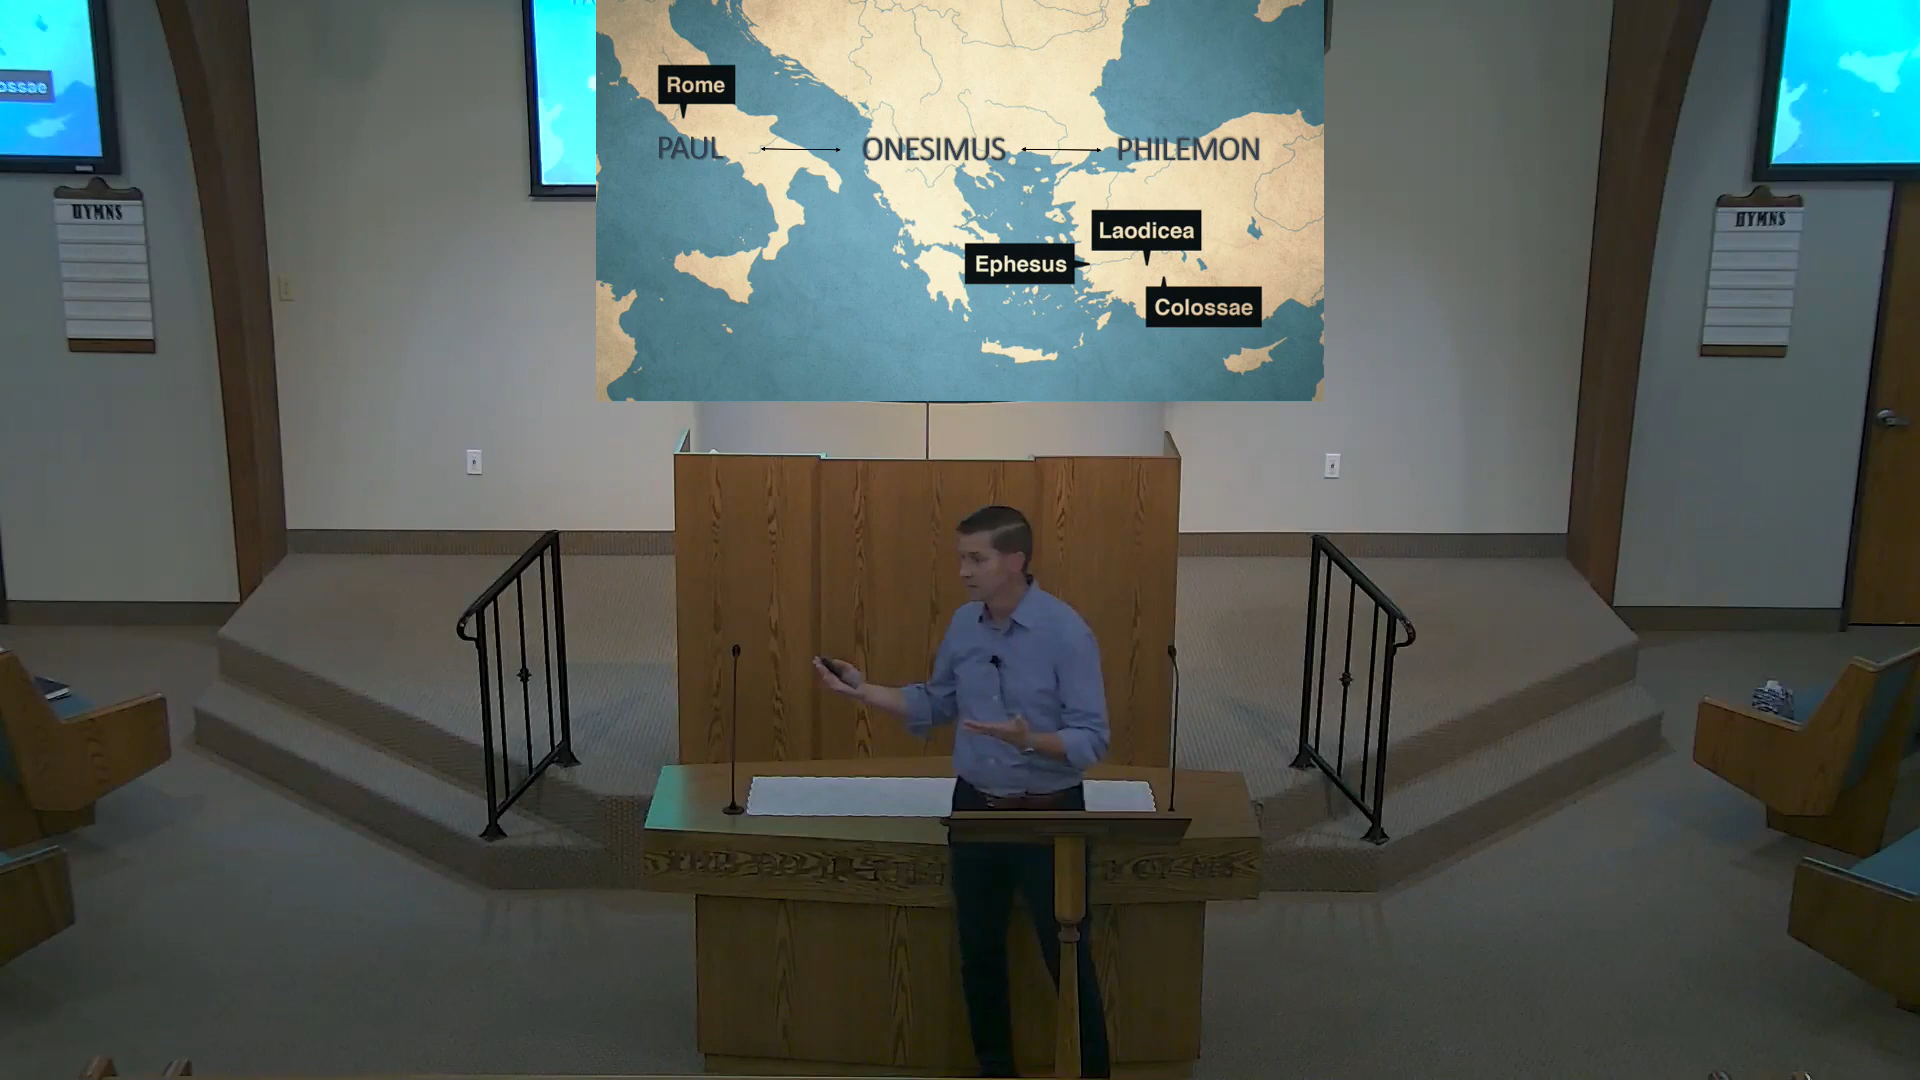 Rome
PAUL ONESIMUS PHILEMON
Laodicea
Ephesus
Colossae
ossae
HYMNS
HYMNS